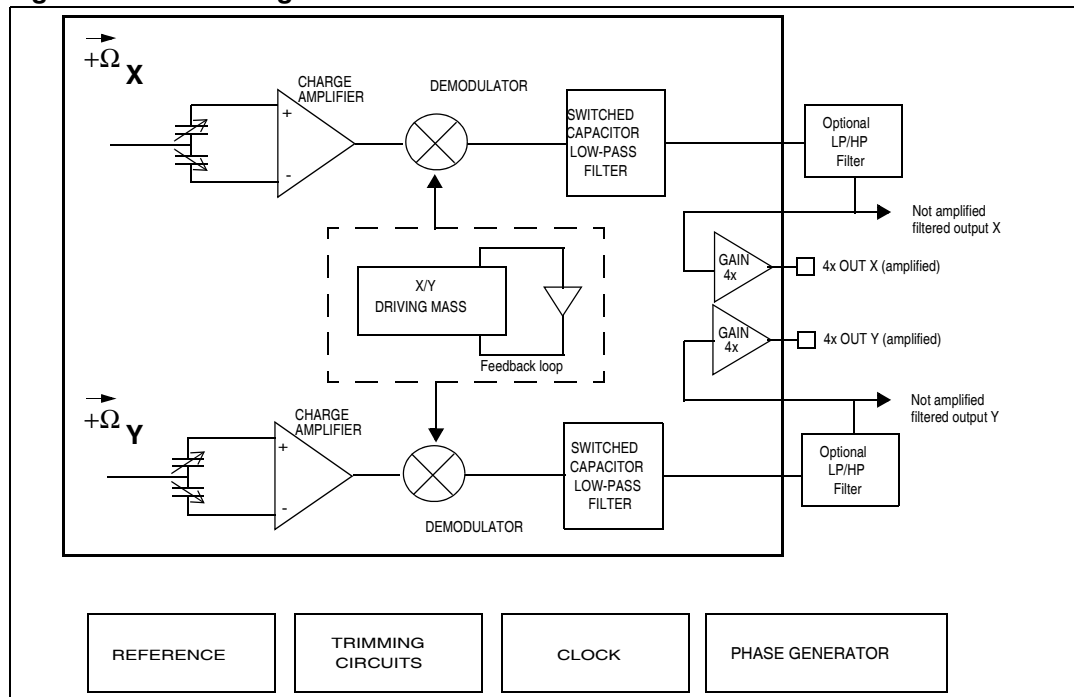 +Ω X
CHARGE
AMPLIFIER
DEMODULATOR
+
-
SWITCHED
CAPACITOR
LOW-PASS
FILTER
Optional
LP/HP
Filter
Not amplified
filtered output X
GAIN
4x
4x OUT X (amplified)
X/Y
DRIVING MASS
Feedback loop
GAIN
4x
4x OUT Y (amplified)
Not amplified
filtered output Y
+Ω Y
CHARGE
AMPLIFIER
+
-
DEMODULATOR
SWITCHED
CAPACITOR
LOW-PASS
FILTER
Optional
LP/HP
Filter
REFERENCE
TRIMMING
CIRCUITS
CLOCK
PHASE GENERATOR